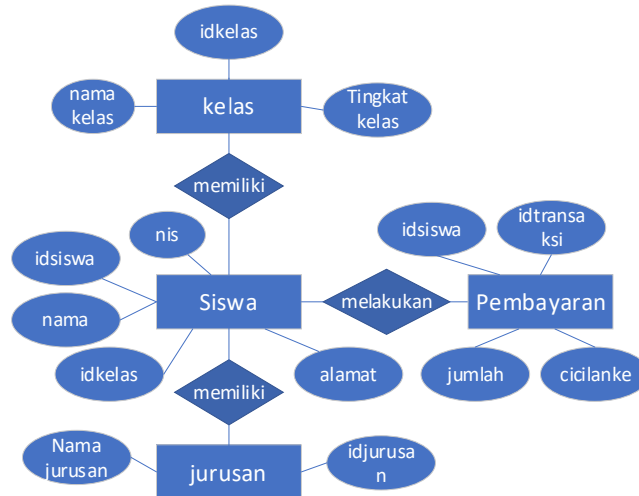 idkelas
nama
kelas
kelas
Tingkat
kelas
memiliki
nis
idsiswa
idtransa
ksi
idsiswa
Siswa
melakukan
Pembayaran
nama
idkelas
memiliki
alamat
jumlah
cicilanke
Nama
jurusan
jurusan
idjurusa
n